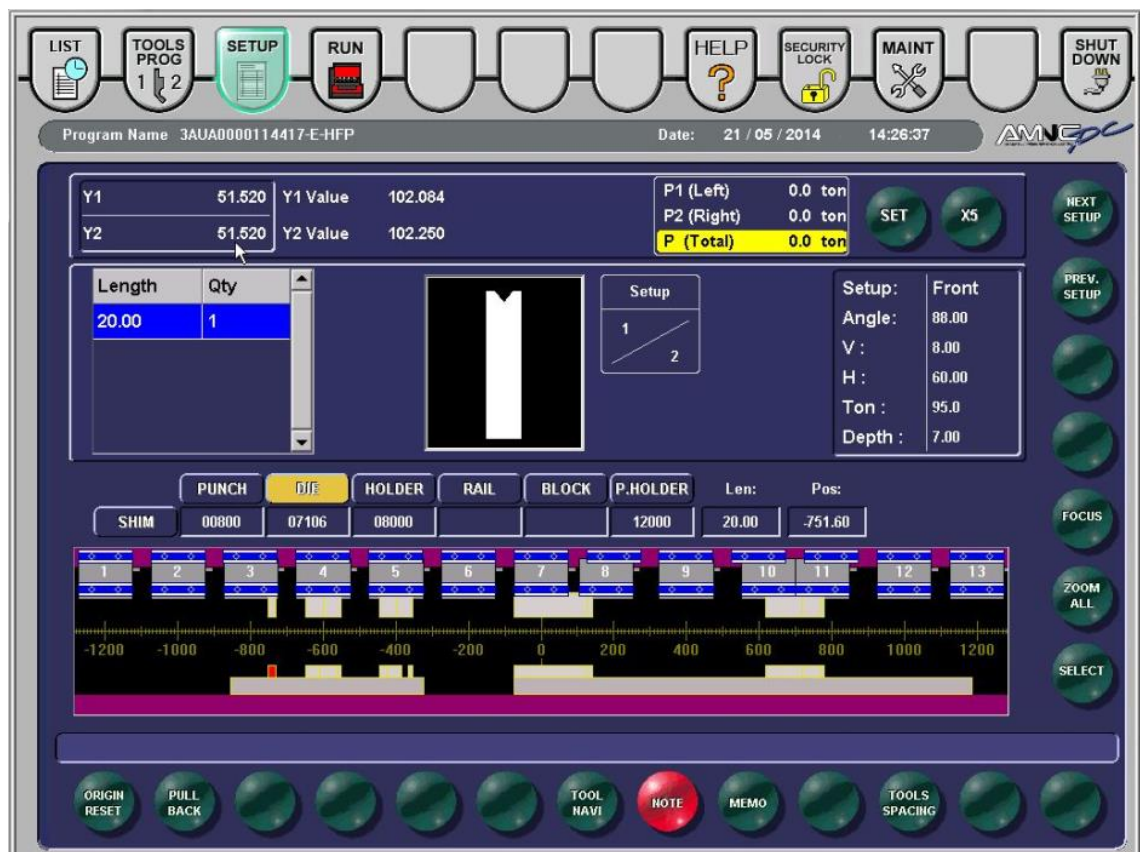 LIST
TOOLS PROG
1 2
SETUP
RUN
HELP
?
SECURITY LOCK
MAINT
SHUT DOWN
Program Name 3AUA0000114417-E-HFP Date: 21 / 05 / 2014 14:26:37 AMNC PC
Y1 51.520 Y1 Value 102.084
Y2 51.520 Y2 Value 102.250
P1 (Left) 0.0 ton
P2 (Right) 0.0 ton
P (Total) 0.0 ton
SET
X5
NEXT SETUP
PREV. SETUP
Length Qty
20.00 1
Setup
1
2
Setup: Front
Angle: 88.00
V : 8.00
H : 60.00
Ton : 95.0
Depth : 7.00
PUNCH DIE HOLDER RAIL BLOCK P.HOLDER Len: Pos:
SHIM 00800 07106 08000 12000 20.00 -751.60
FOCUS
1 2 3 4 5 6 7 8 9 10 11 12 13
ZOOM ALL
-1200 -1000 -800 -600 -400 -200 0 200 400 600 800 1000 1200
SELECT
ORIGIN RESET
PULL BACK
TOOL NAVI
NOTE
MEMO
TOOLS SPACING